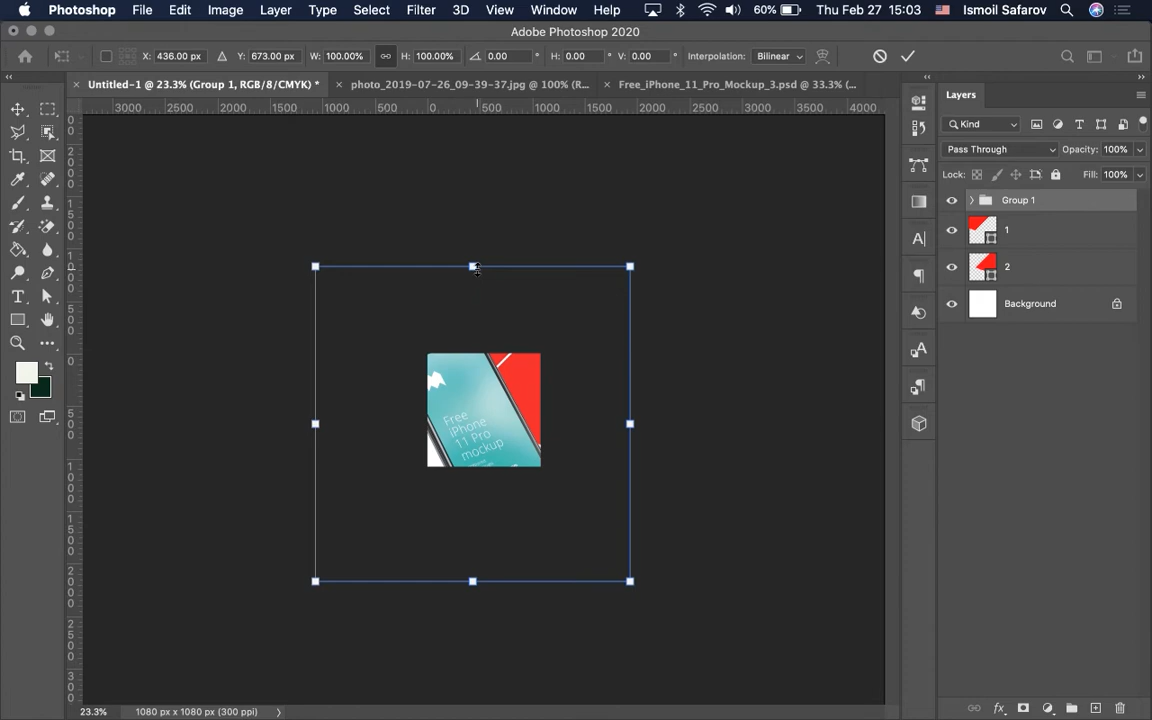 Photoshop File Edit Image Layer Type Select Filter 3D View Window Help 60% Thu Feb 27 15:03 Ismoil Safarov
Adobe Photoshop 2020
X: 436.00 px Y: 673.00 px W: 100.00% H: 100.00% 0.00 ° H: 0.00 ° V: 0.00 ° Interpolation: Bilinear
Untitled-1 @ 23.3% (Group 1, RGB/8/CMYK) * photo_2019-07-26_09-39-37.jpg @ 100% (R... Free_iPhone_11_Pro_Mockup_3.psd @ 33.3% (...
3000 2500 2000 1500 1000 500 0 500 1000 1500 2000 2500 3000 3500 4000
Layers
Kind
Pass Through Opacity: 100%
Lock: Fill: 100%
Group 1
1
2
Background
Free
iPhone
11 Pro
mockup
23.3% 1080 px x 1080 px (300 ppi)